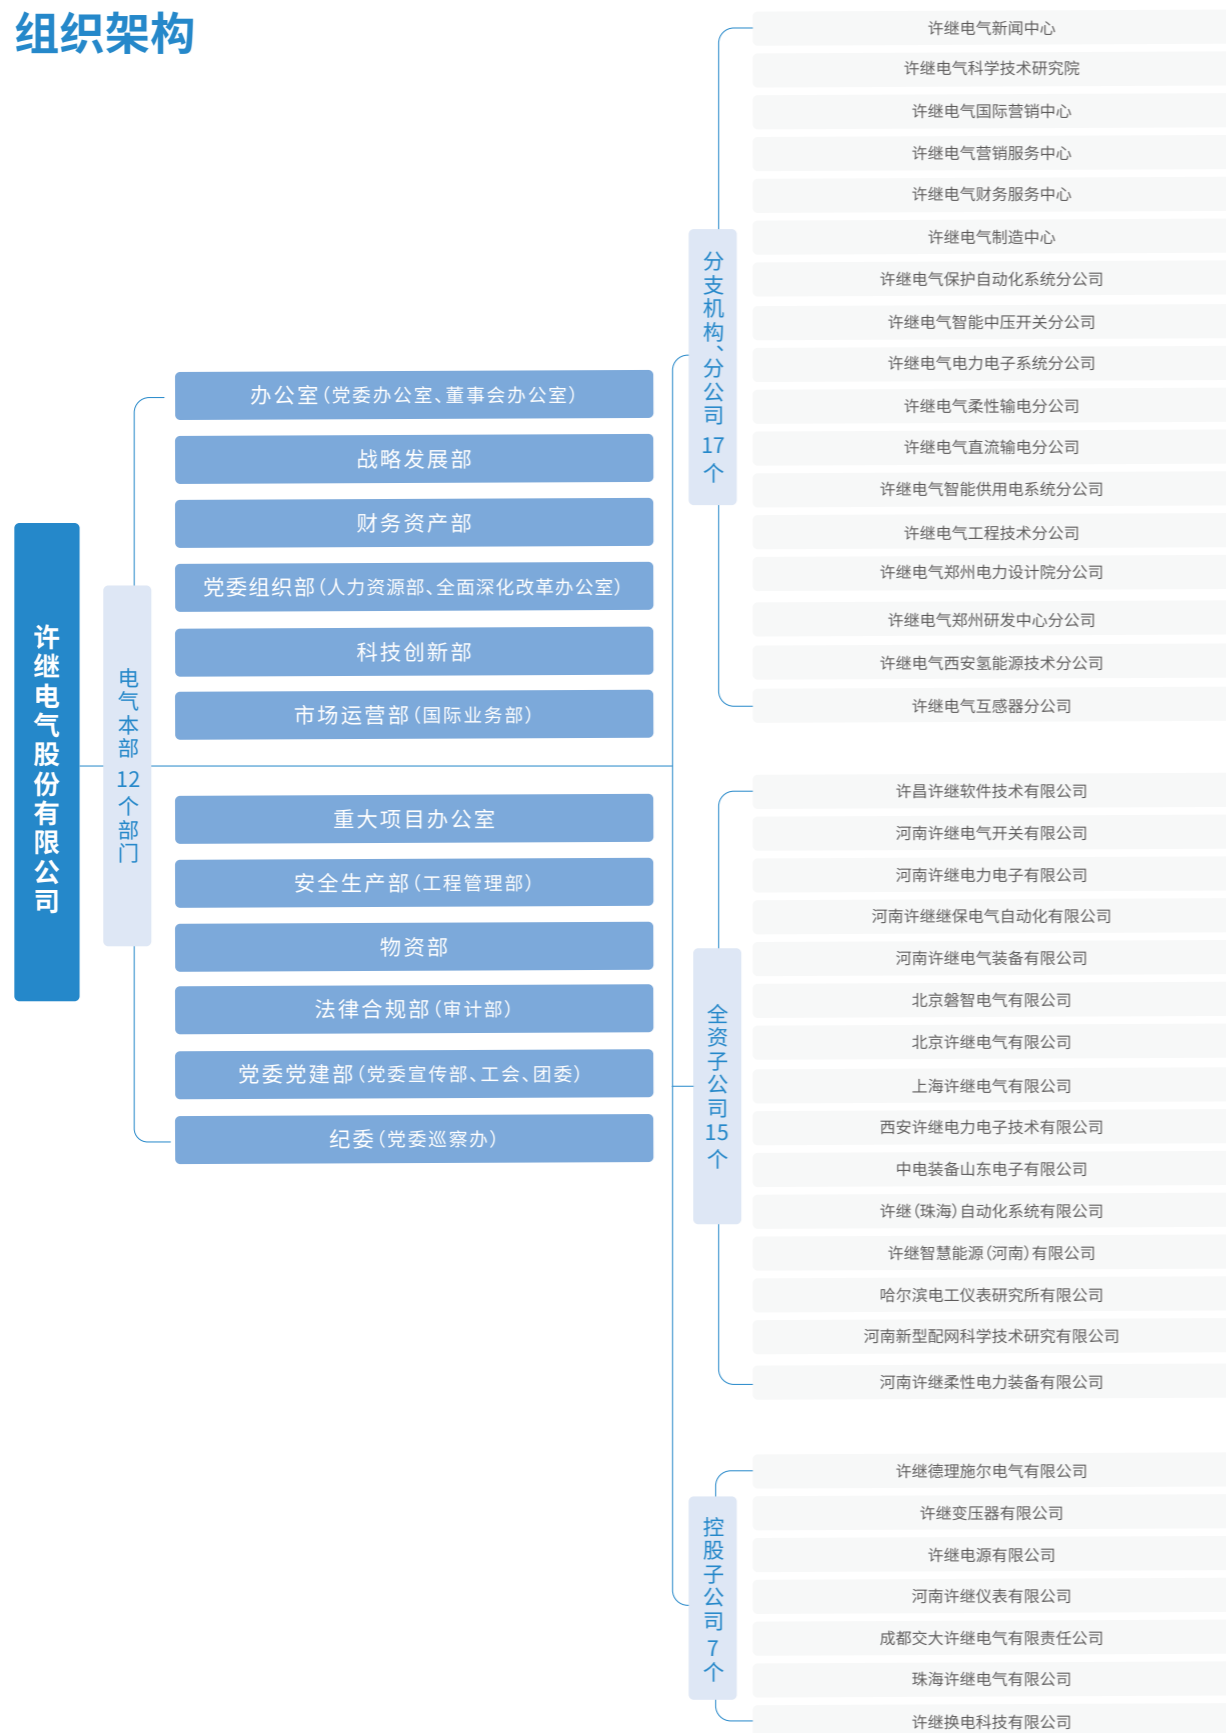 组织架构
许继电气股份有限公司
电气本部 12个部门
办公室(党委办公室、董事会办公室)
战略发展部
财务资产部
党委组织部(人力资源部、全面深化改革办公室)
科技创新部
市场运营部(国际业务部)
重大项目办公室
安全生产部(工程管理部)
物资部
法律合规部(审计部)
党委党建部(党委宣传部、工会、团委)
纪委(党委巡察办)
分支机构、分公司 17个
许继电气新闻中心
许继电气科学技术研究院
许继电气国际营销中心
许继电气营销服务中心
许继电气财务服务中心
许继电气制造中心
许继电气保护自动化系统分公司
许继电气智能中压开关分公司
许继电气电力电子系统分公司
许继电气柔性输电分公司
许继电气直流输电分公司
许继电气智能供用电系统分公司
许继电气工程技术分公司
许继电气郑州电力设计院分公司
许继电气郑州研发中心分公司
许继电气西安氢能源技术分公司
许继电气互感器分公司
全资子公司 15个
许昌许继软件技术有限公司
河南许继电气开关有限公司
河南许继电力电子有限公司
河南许继继保电气自动化有限公司
河南许继电气装备有限公司
北京磐智电气有限公司
北京许继电气有限公司
上海许继电气有限公司
西安许继电力电子技术有限公司
中电装备山东电子有限公司
许继(珠海)自动化系统有限公司
许继智慧能源(河南)有限公司
哈尔滨电工仪表研究所有限公司
河南新型配网科学技术研究有限公司
河南许继柔性电力装备有限公司
控股子公司 7个
许继德理施尔电气有限公司
许继变压器有限公司
许继电源有限公司
河南许继仪表有限公司
成都交大许继电气有限责任公司
珠海许继电气有限公司
许继换电科技有限公司